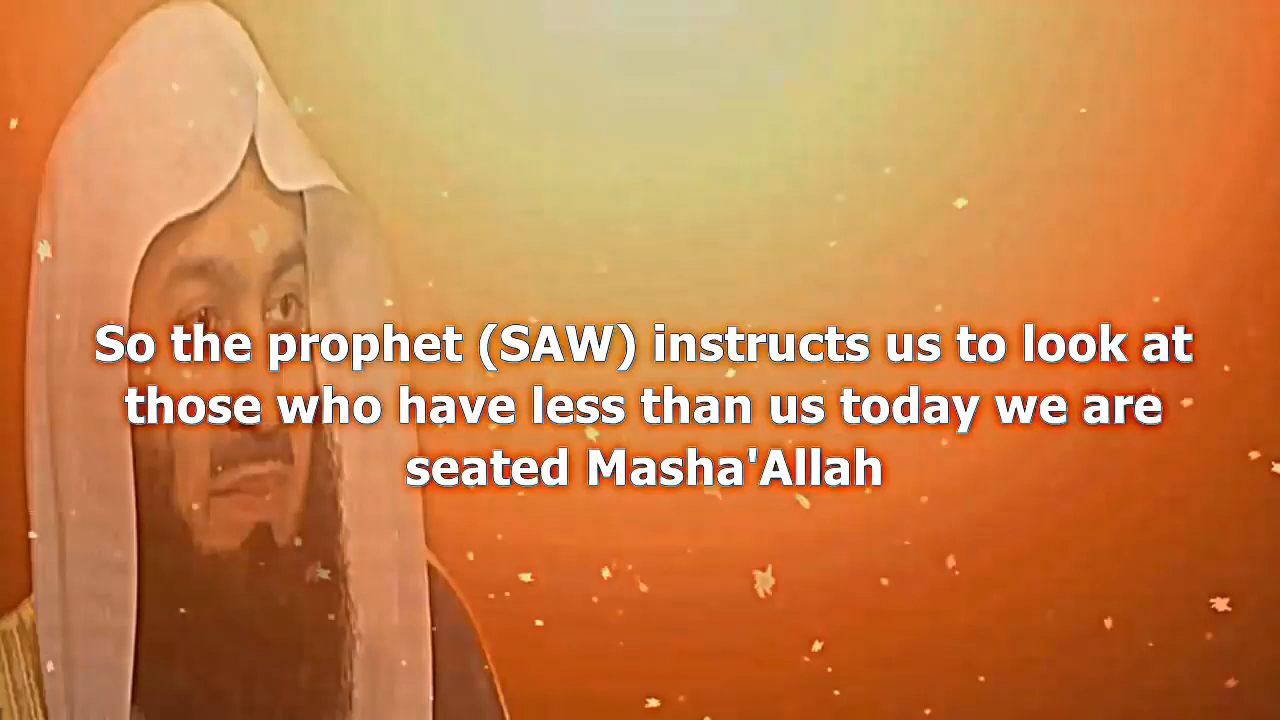 So the prophet (SAW) instructs us to look at
those who have less than us today we are
seated Masha'Allah